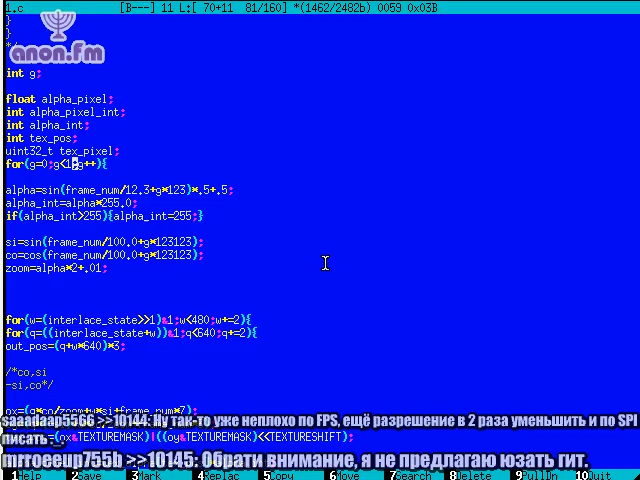 1.c [B---] 11 L:[ 70+11 81/160] *(1462/2482b) 0059 0x03B
}
}
*/
anon.fm
int g;
float alpha_pixel;
int alpha_pixel_int;
int alpha_int;
int tex_pos;
uint32_t tex_pixel;
for(g=0;g<1;g++){
alpha=sin(frame_num/12.3+g*123)*.5+.5;
alpha_int=alpha*255.0;
if(alpha_int>255){alpha_int=255;}
si=sin(frame_num/100.0+g*123123);
co=cos(frame_num/100.0+g*123123);
zoom=alpha*2+.01;
for(w=(interlace_state>>1)&1;w<480;w+=2){
for(q=((interlace_state+w))&1;q<640;q+=2){
out_pos=(q+w*640)*3;
/*co,si
-si,co*/
ox=(q*co/zoom+w*si+frame_num*7);
saaadaap5566 >>10144: Ну так-то уже неплохо по FPS, ещё разрешение в 2 раза уменьшить и по SPI
писать ._.
(ox&TEXTUREMASK)|((oy&TEXTUREMASK)<<TEXTURESHIFT);
mrroeeup755b >>10145: Обрати внимание, я не предлагаю юзать гит.
1Help 2Save 3Mark 4Replac 5Copy 6Move 7Search 8Delete 9PullDn 10Quit